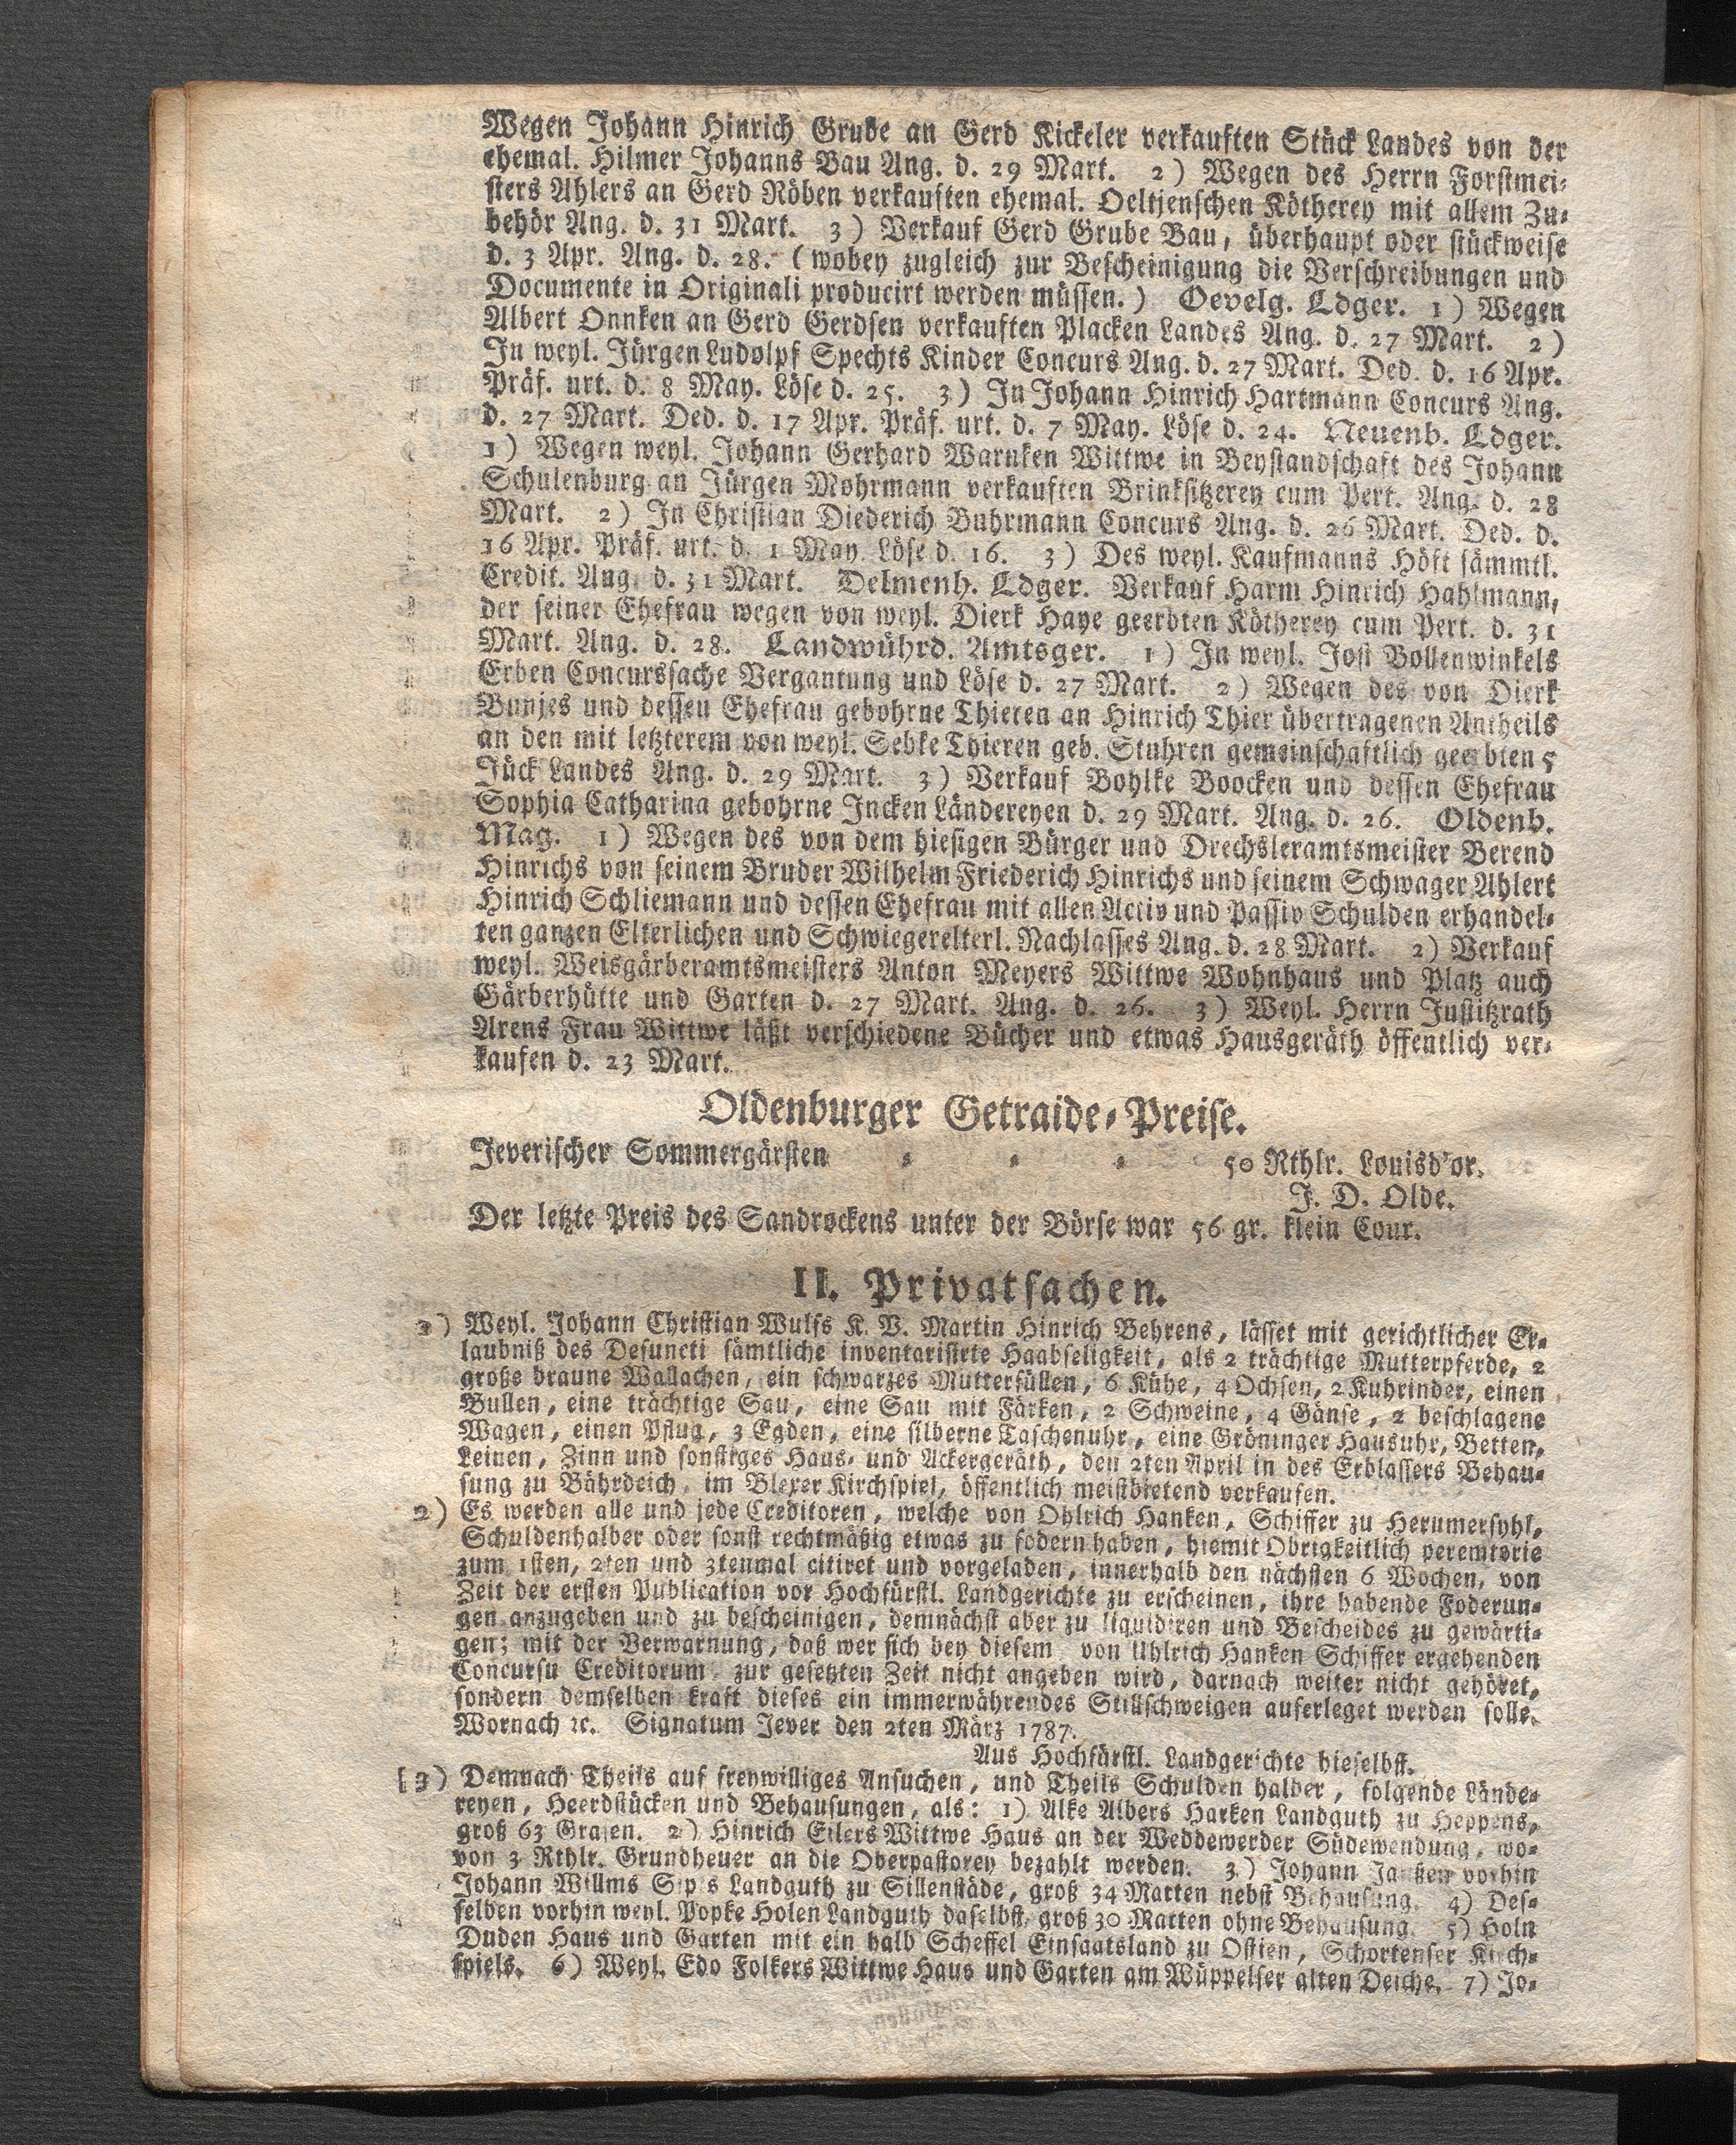 Wegen Johann Hinrich Grube an Gerd Kickeler verkauften Stück Landes von der
ehemal. Hilmer Johanns Bau Ang. d. 29 Mart. 2) Wegen des Herrn Forstmei-
sters Ahlers an Gerd Röben verkauften ehemal. Oeltjenschen Kötherey mit allem Zu-
behör Ang. d. 31 Mart. 3) Verkauf Gerd Grube Bau, überhaupt oder stückweise
d. 3 Apr. Ang. d. 28. (wobey zugleich zur Bescheinigung die Verschreibungen und
Documente in Originali producirt werden müssen.) Oevelg. Ldger. 1) Wegen
Albert Onnken an Gerd Gerdsen verkauften Placken Landes Ang. d. 27 Mart. 2)
In weyl. Jürgen Ludolpf Spechts Kinder Concurs Ang. d. 27 Mart. Ded. d. 16 Apr.
Präf. urt. d. 8 May. Löse d. 25. 3) In Johann Hinrich Hartmann Concurs Ang.
d. 27 Mart. Ded. d. 17 Apr. Präf. urt. d. 7 May. Löse d. 24. Neuenb. Ldger.
1) Wegen weyl. Johann Gerhard Warnken Wittwe in Beystandschaft des Johann
Schulenburg an Jürgen Mohrmann verkauften Brinksitzerey cum Pert. Ang. d. 28
Mart. 2) In Christian Diederich Buhrmann Concurs Ang. d. 26 Mart. Ded. d.
16 Apr. Präf. urt. d. 1 May. Löse d. 16. 3) Des weyl. Kaufmanns Höft sämmtl.
Credit. Ang. d. 31 Mart. Delmenh. Ldger. Verkauf Harm Hinrich Hahlmann,
der seiner Ehefrau wegen von weyl. Dierk Haye geerbten Kötherey cum Pert. d. 31
Mart. Ang. d. 28. Landwührd. Amtsger. 1) In weyl. Jost Bollenwinkels
Erben Concurssache Vergantung und Löse d. 27 Mart. 2) Wegen des von Dierk
Bunjes und dessen Ehefrau gebohrne Thieren an Hinrich Thier übertragenen Antheils
an den mit letzterem von weyl. Sebke Thieren geb. Stuhren gemeinschaftlich geerbten 5
Jück Landes Ang. d. 29 Mart. 3) Verkauf Bohlke Boocken und dessen Ehefrau
Sophia Catharina gebohrne Incken Ländereyen d. 29 Mart. Ang. d. 26. Oldenb.
Mag. 1) Wegen des von dem hiesigen Bürger und Drechsleramtsmeister Berend
Hinrichs von seinem Bruder Wilhelm Friederich Hinrichs und seinem Schwager Ahlert
Hinrich Schliemann und dessen Ehefrau mit allen Activ und Passiv Schulden erhandel-
ten ganzen Elterlichen und Schwiegerelterl. Nachlasses Ang. d. 28 Mart. 2) Verkauf
weyl. Weisgärberamtsmeisters Anton Meyers Wittwe Wohnhaus und Platz auch
Gärberhütte und Garten d. 27 Mart. Ang. d. 26. 3) Weyl. Herrn Justitzrath
Arens Frau Wittwe läßt verschiedene Bücher und etwas Hausgeräth öffentlich ver-
kaufen d. 23 Mart.
Oldenburger Getraide-Preise.
Jeverischer Sommergärsten - - - 50 Rthlr. Louisd'or.
J. D. Olde.
Der letzte Preis des Sandrockens unter der Börse war 56 gr. klein Cour.
II. Privatsachen.
1) Weyl. Johann Christian Wulfs K. V. Martin Hinrich Behrens, lässet mit gerichtlicher Er-
laubniß des Defuncti sämtliche inventarisirte Haabseligkeit, als 2 trächtige Mutterpferde, 2
große braune Wallachen, ein schwarzes Mutterfüllen, 6 Kühe, 4 Ochsen, 2 Kuhrinder, einen
Bullen, eine trächtige Sau, eine Sau mit Färken, 2 Schweine, 4 Gänse, 2 beschlagene
Wagen, einen Pflug, 3 Egden, eine silberne Taschenuhr, eine Gröninger Hausuhr, Betten,
Leinen, Zinn und sonstiges Haus- und Ackergeräth, den 2ten April in des Erblassers Behau-
sung zu Bährdeich, im Blexer Kirchspiel, öffentlich meistbietend verkaufen.
2) Es werden alle und jede Creditoren, welche von Ohlrich Hanken, Schiffer zu Herumersyhl,
Schuldenhalber oder sonst rechtmäßig etwas zu fodern haben, hiemit Obrigkeitlich peremtorie
zum 1sten, 2ten und 3tenmal citiret und vorgeladen, innerhalb den nächsten 6 Wochen, von
Zeit der ersten Publication vor Hochfürstl. Landgerichte zu erscheinen, ihre habende Foderun-
gen anzugeben und zu bescheinigen, demnächst aber zu liquidiren und Bescheides zu gewärti-
gen; mit der Verwarnung, daß wer sich bey diesem von Uhlrich Hanken Schiffer ergehenden
Concursu Creditorum zur gesetzten Zeit nicht angeben wird, darnach weiter nicht gehöret,
sondern demselben kraft dieses ein immerwährendes Stillschweigen auferleget werden solle.
Wornach ꝛc. Signatum Jever den 2ten März 1787.
Aus Hochfürstl. Landgerichte hieselbst.
[3) Demnach Theils auf freywilliges Ansuchen, und Theils Schulden halber, folgende Lände-
reyen, Heerdstücken und Behausungen, als: 1) Alke Albers Harken Landguth zu Heppens,
groß 63 Grasen. 2) Hinrich Eilers Wittwe Haus an der Weddewerder Südewendung, wo-
von 3 Rthlr. Grundheuer an die Oberpastorey bezahlt werden. 3) Johann Janßen vorhin
Johann Willms Landguth zu Sillenstäde, groß 34 Matten nebst Behausung. 4) Des-
selben vorhin weyl. Popke Holen Landguth daselbst, groß 30 Matten ohne Behausung. 5) Holn
Duden Haus und Garten mit ein halb Scheffel Einsaatsland zu Ostien, Schortenser Kirch-
spiels. 6) Weyl. Edo Folkers Wittwe Haus und Garten am Wüppelser alten Deiche. 7) Jo-